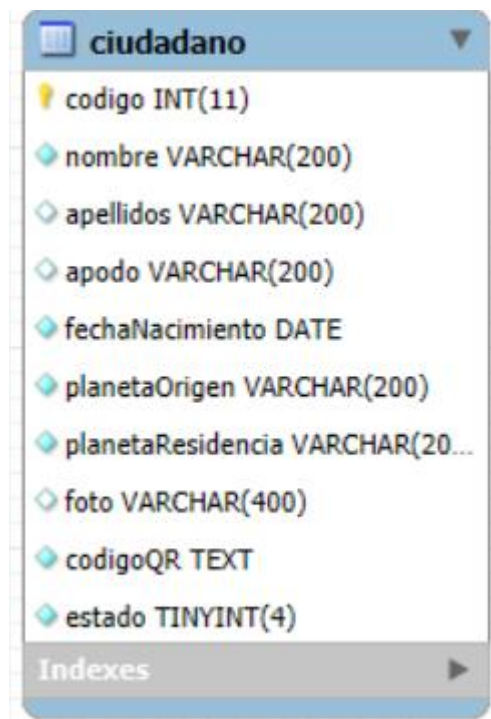 ciudadano
codigo INT(11)
nombre VARCHAR(200)
apellidos VARCHAR(200)
apodo VARCHAR(200)
fechaNacimiento DATE
planetaOrigen VARCHAR(200)
planetaResidencia VARCHAR(20...
foto VARCHAR(400)
codigoQR TEXT
estado TINYINT(4)
Indexes